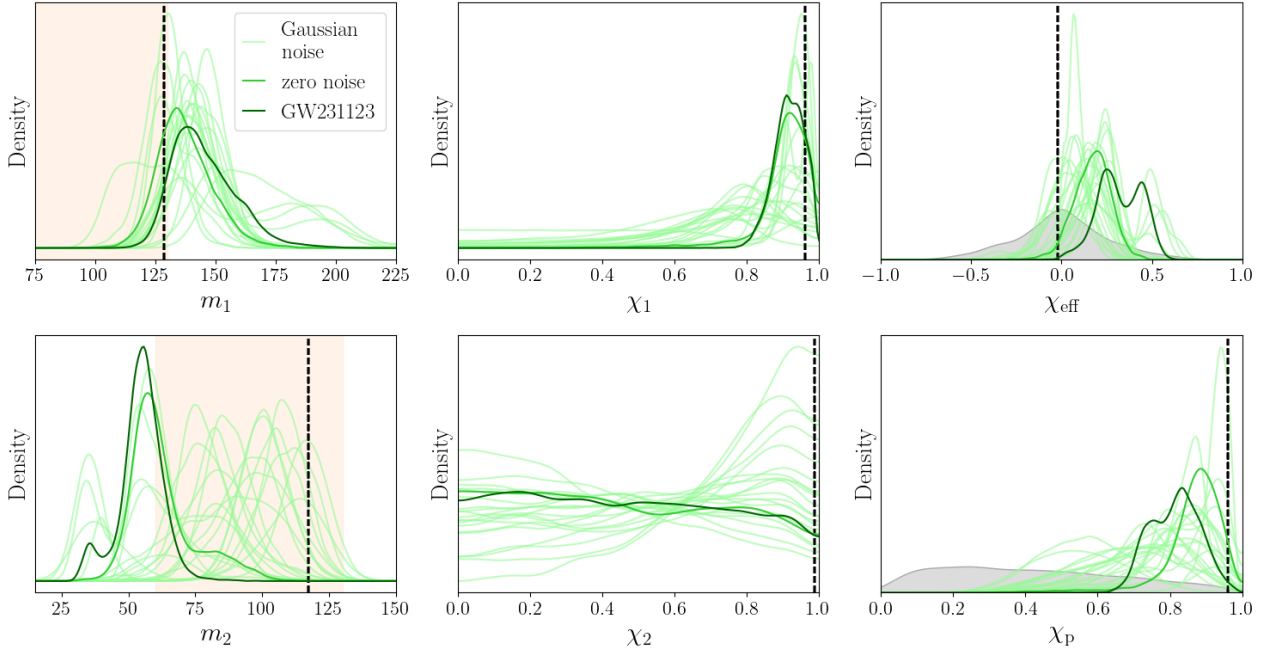 Density
Gaussian
noise
zero noise
GW231123
75 100 125 150 175 200 225
m₁
Density
0.0 0.2 0.4 0.6 0.8 1.0
χ₁
Density
−1.0 −0.5 0.0 0.5 1.0
χeff
Density
25 50 75 100 125 150
m₂
Density
0.0 0.2 0.4 0.6 0.8 1.0
χ₂
Density
0.0 0.2 0.4 0.6 0.8 1.0
χp